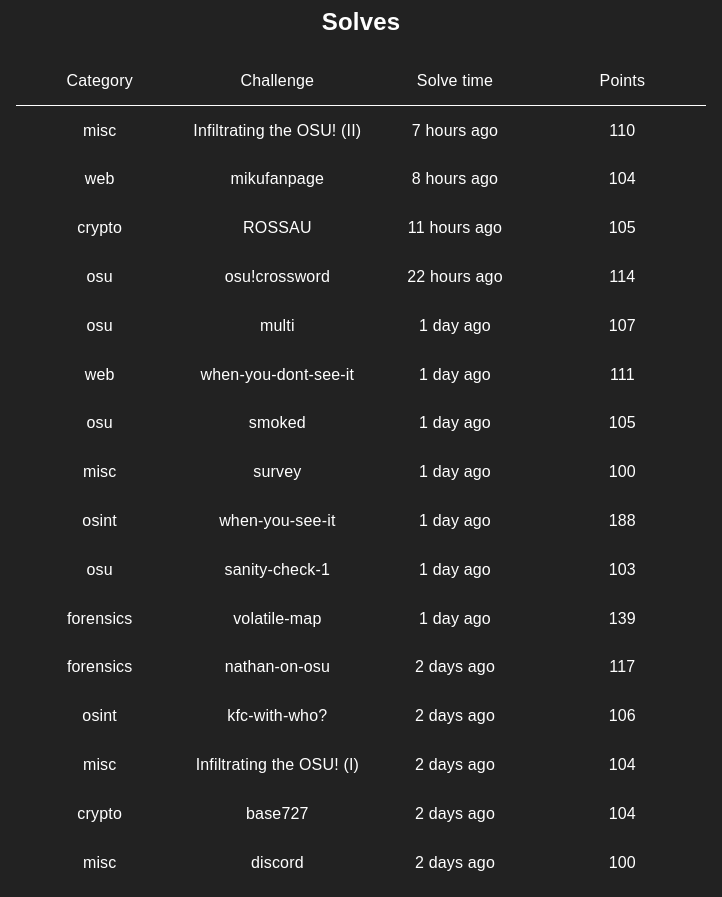 Solves
Category Challenge Solve time Points
misc Infiltrating the OSU! (II) 7 hours ago 110
web mikufanpage 8 hours ago 104
crypto ROSSAU 11 hours ago 105
osu osu!crossword 22 hours ago 114
osu multi 1 day ago 107
web when-you-dont-see-it 1 day ago 111
osu smoked 1 day ago 105
misc survey 1 day ago 100
osint when-you-see-it 1 day ago 188
osu sanity-check-1 1 day ago 103
forensics volatile-map 1 day ago 139
forensics nathan-on-osu 2 days ago 117
osint kfc-with-who? 2 days ago 106
misc Infiltrating the OSU! (I) 2 days ago 104
crypto base727 2 days ago 104
misc discord 2 days ago 100